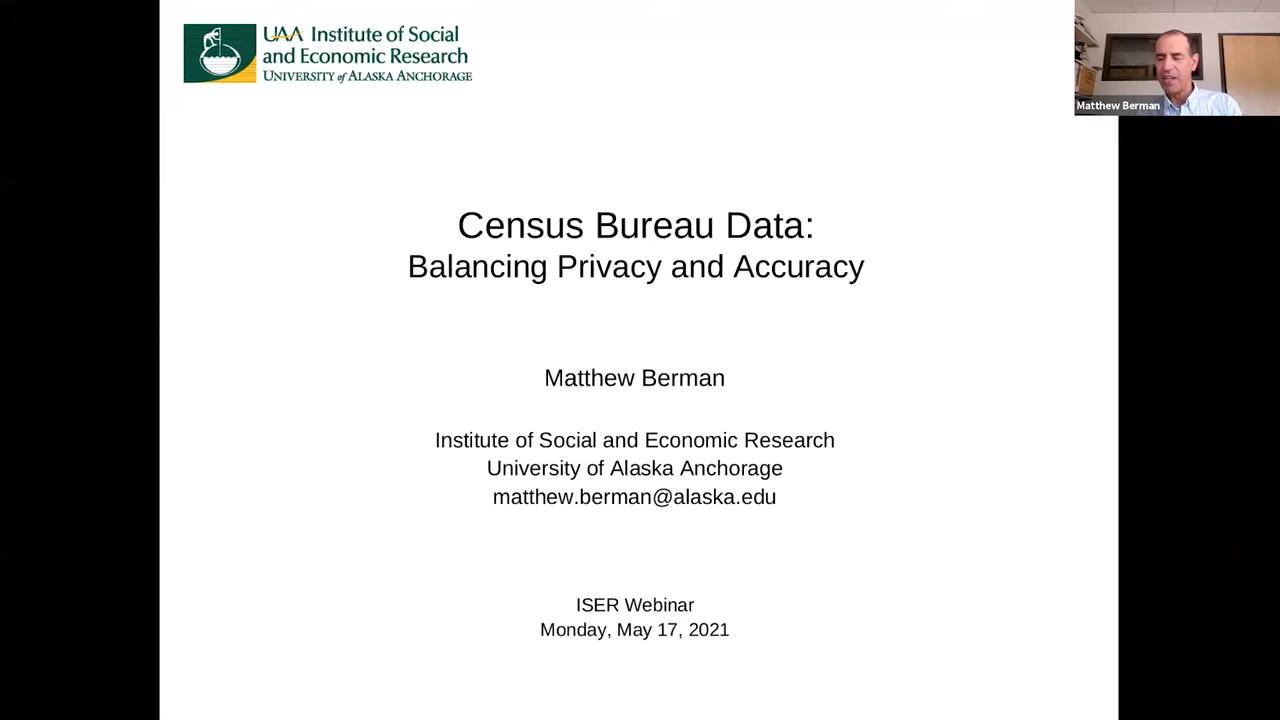 UAA Institute of Social
and Economic Research
UNIVERSITY of ALASKA ANCHORAGE
Matthew Berman
Census Bureau Data:
Balancing Privacy and Accuracy
Matthew Berman
Institute of Social and Economic Research
University of Alaska Anchorage
matthew.berman@alaska.edu
ISER Webinar
Monday, May 17, 2021